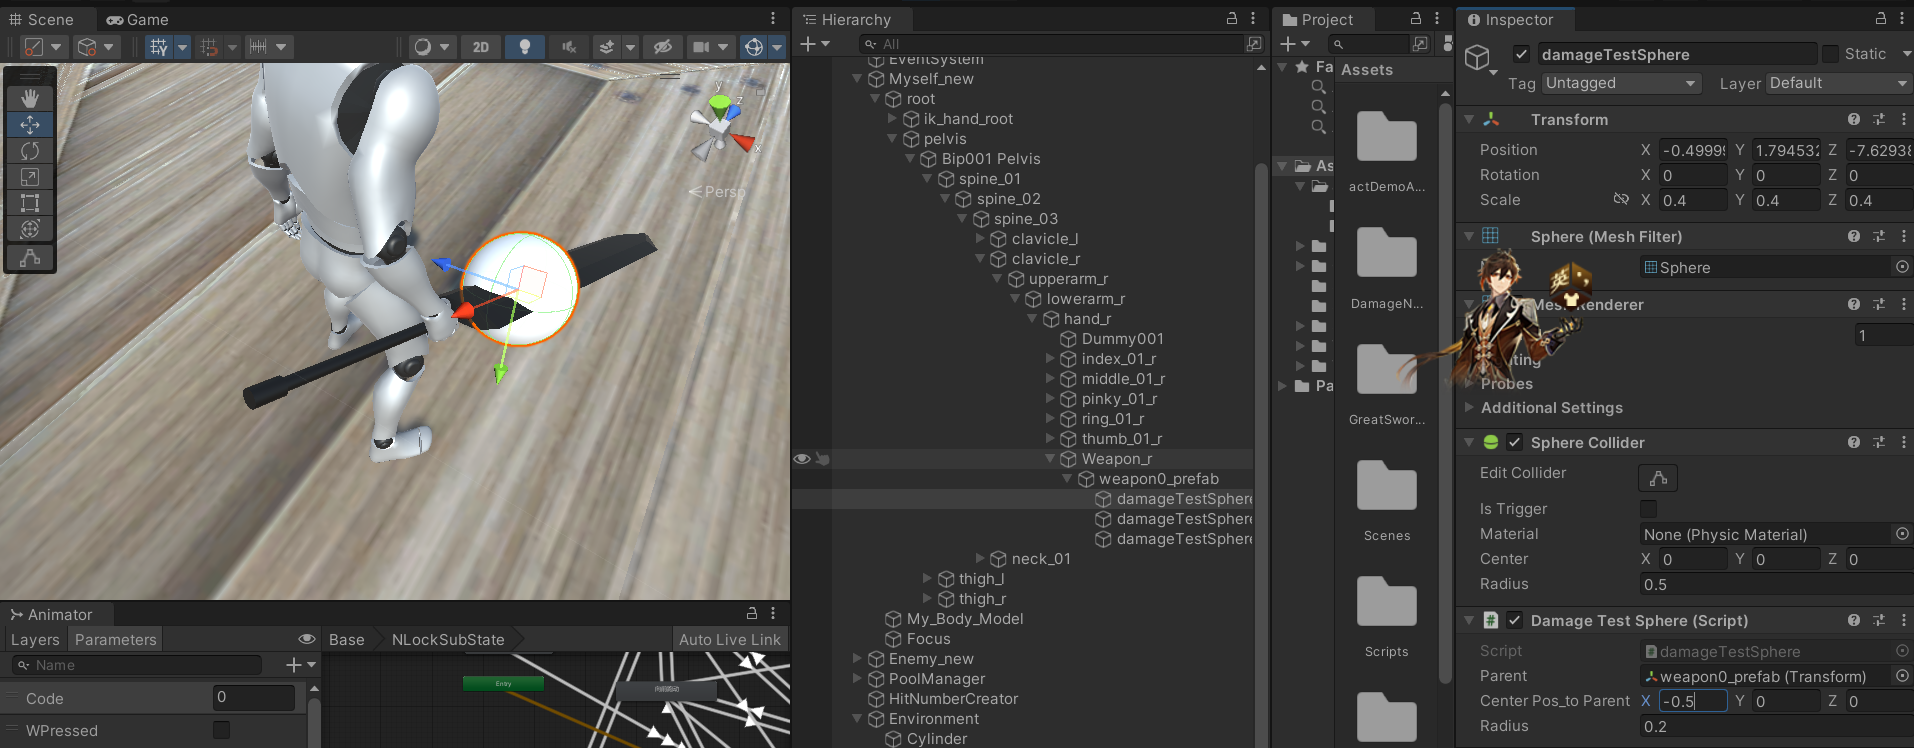 Scene
Game
2D
y
z
x
Persp
Animator
Layers
Parameters
Base
NLockSubState
Auto Live Link
Name
Code
0
WPressed
Entry
Hierarchy
All
EventSystem
Myself_new
root
ik_hand_root
pelvis
Bip001 Pelvis
spine_01
spine_02
spine_03
clavicle_l
clavicle_r
upperarm_r
lowerarm_r
hand_r
Dummy001
index_01_r
middle_01_r
pinky_01_r
ring_01_r
thumb_01_r
Weapon_r
weapon0_prefab
damageTestSphere
damageTestSphere
damageTestSphere
neck_01
thigh_l
thigh_r
My_Body_Model
Focus
Enemy_new
PoolManager
HitNumberCreator
Environment
Cylinder
Project
Fa
As
Pa
Assets
actDemoA...
DamageN...
GreatSwor...
Scenes
Scripts
Inspector
damageTestSphere
Static
Tag Untagged Layer Default
Transform
Position X -0.4999 Y 1.794532 Z -7.62938
Rotation X 0 Y 0 Z 0
Scale X 0.4 Y 0.4 Z 0.4
Sphere (Mesh Filter)
Sphere
Renderer
1
Probes
Additional Settings
Sphere Collider
Edit Collider
Is Trigger
Material None (Physic Material)
Center X 0 Y 0 Z 0
Radius 0.5
Damage Test Sphere (Script)
Script damageTestSphere
Parent weapon0_prefab (Transform)
Center Pos_to Parent X -0.5 Y 0 Z 0
Radius 0.2